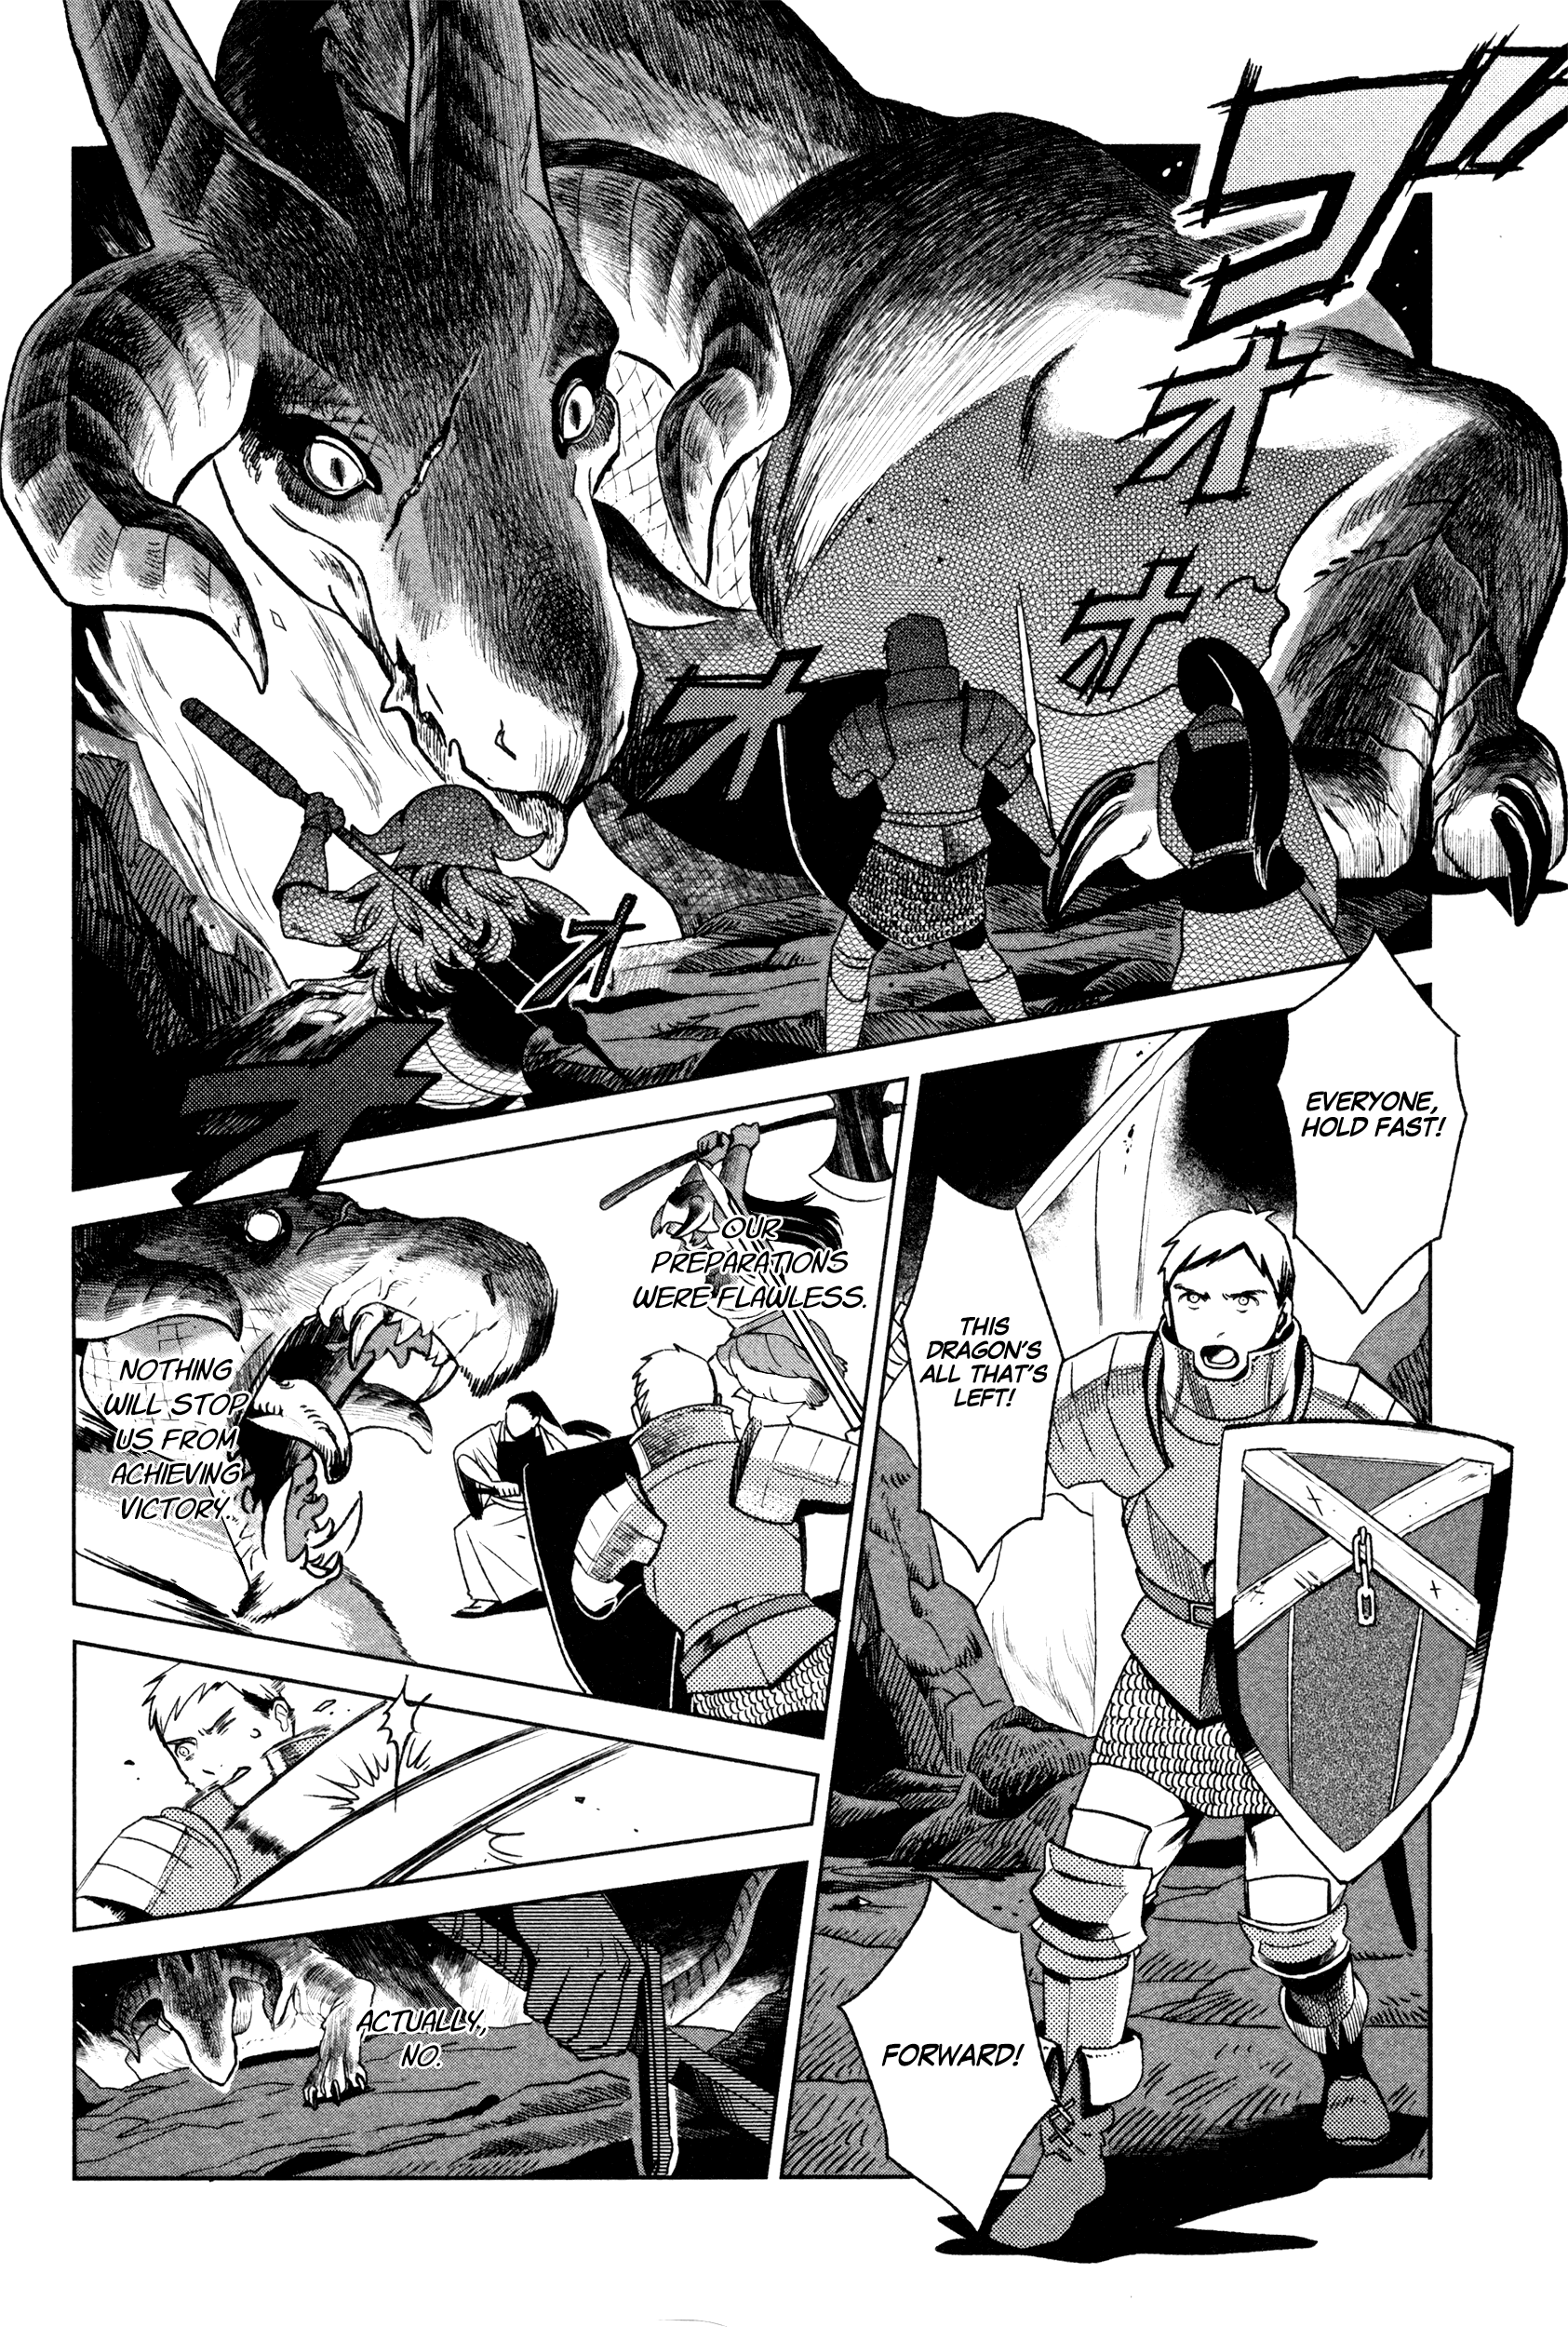 ゴオオオオオオ
EVERYONE,
HOLD FAST!
THIS
DRAGON'S
ALL THAT'S
LEFT!
FORWARD!
OUR
PREPARATIONS
WERE FLAWLESS.
NOTHING
WILL STOP
US FROM
ACHIEVING
VICTORY.
ACTUALLY,
NO.